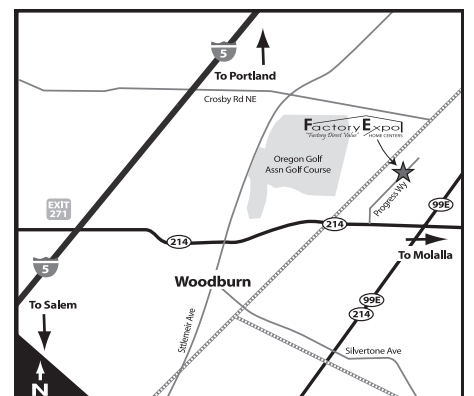 5
To Portland
Crosby Rd NE
Factory Expo
"Factory Direct Value" HOME CENTERS
Oregon Golf
Assn Golf Course
EXIT
271
Progress Wy
99E
214
214
To Molalla
5
Woodburn
To Salem
99E
214
Sttlemeir Ave
Silvertone Ave
N